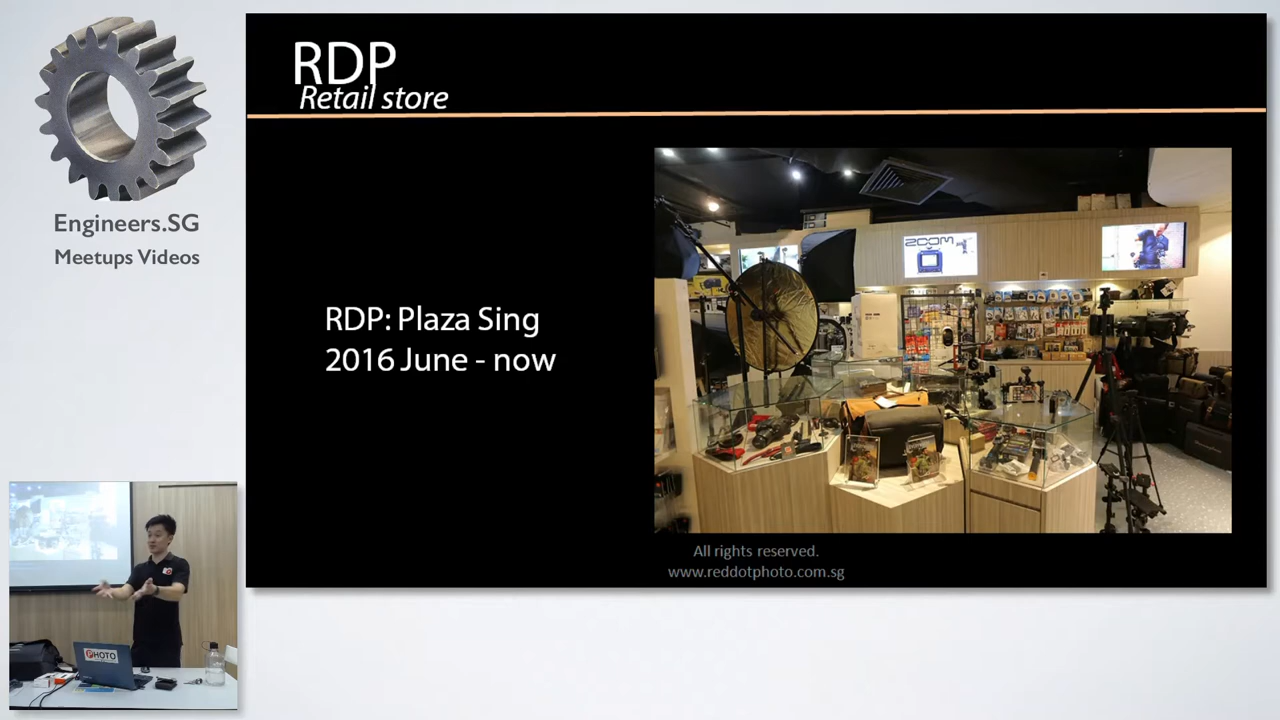 RDP
Retail store
Engineers.SG
Meetups Videos
ZOOM
RDP: Plaza Sing
2016 June - now
All rights reserved.
www.reddotphoto.com.sg
PHOTO